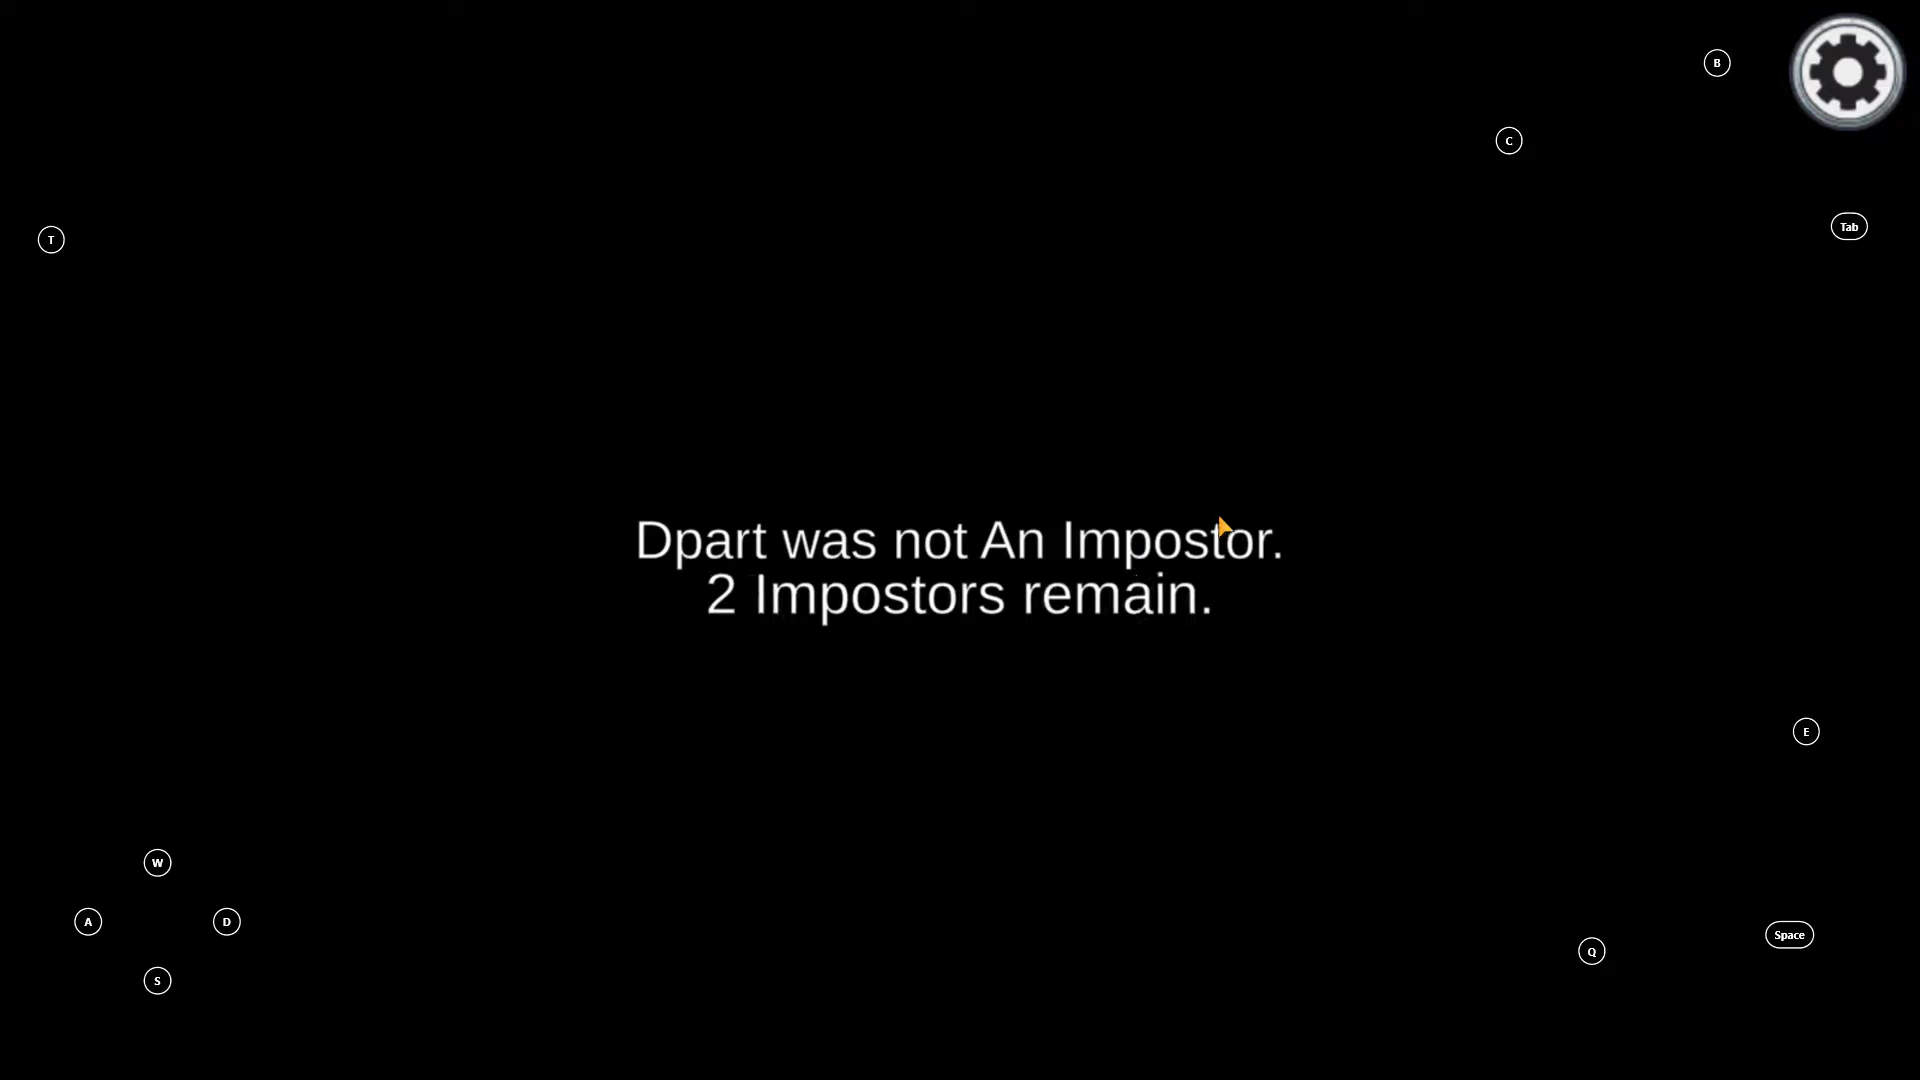 B
C
T
Tab
Dpart was not An Impostor.
2 Impostors remain.
E
W
A
D
Space
Q
S